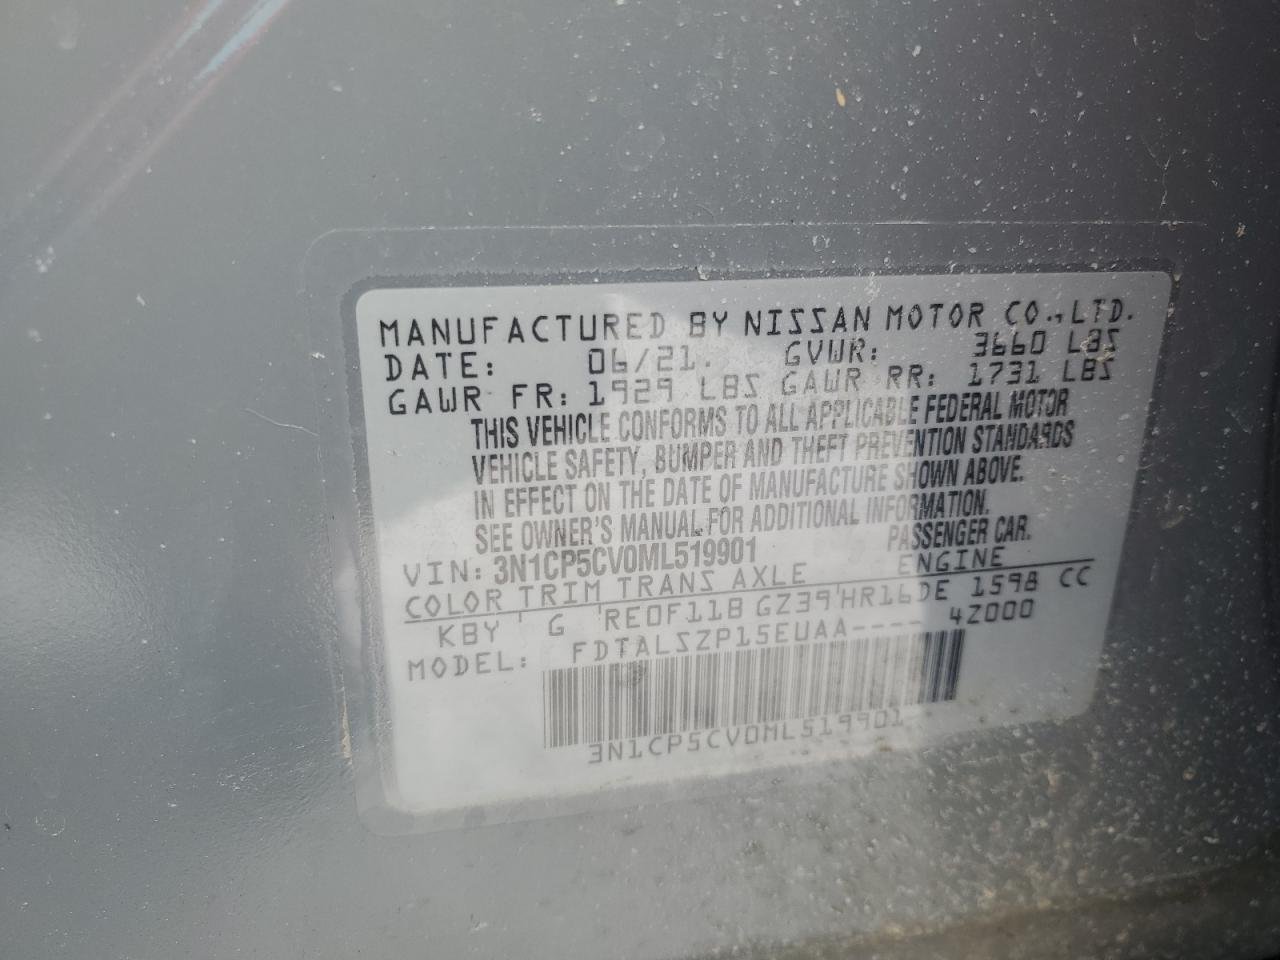 MANUFACTURED BY NISSAN MOTOR CO.,LTD.
DATE: 06/21. GVWR: 3660 LBS
GAWR FR: 1929 LBS GAWR RR: 1731 LBS
THIS VEHICLE CONFORMS TO ALL APPLICABLE FEDERAL MOTOR
VEHICLE SAFETY, BUMPER AND THEFT PREVENTION STANDARDS
IN EFFECT ON THE DATE OF MANUFACTURE SHOWN ABOVE.
SEE OWNER'S MANUAL FOR ADDITIONAL INFORMATION.
VIN: 3N1CP5CV0ML519901 PASSENGER CAR.
COLOR TRIM TRANS AXLE ENGINE
KBY ' G 'RE0F11B GZ39'HR16DE 1598 CC
MODEL: FDTALSZP15EUAA---- 4Z000
3N1CP5CV0ML519901